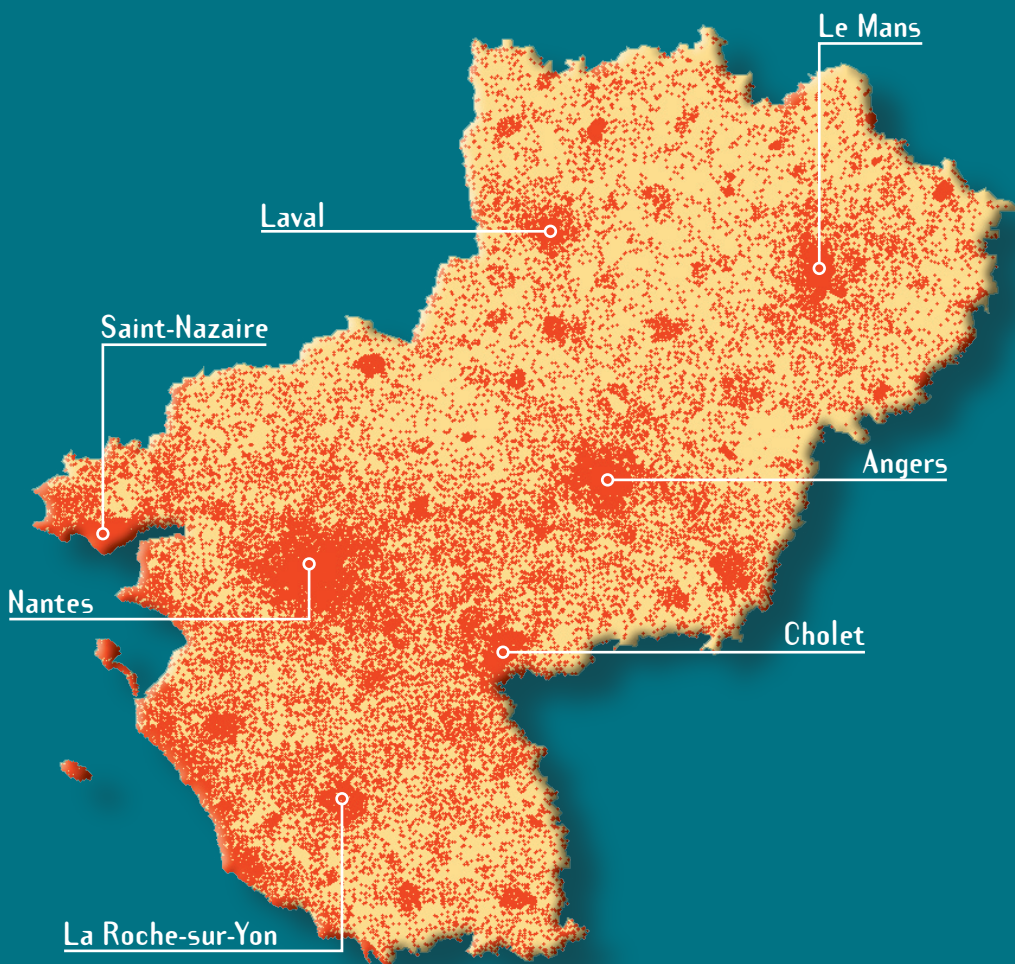 Le Mans
Laval
Saint-Nazaire
Angers
Nantes
Cholet
La Roche-sur-Yon